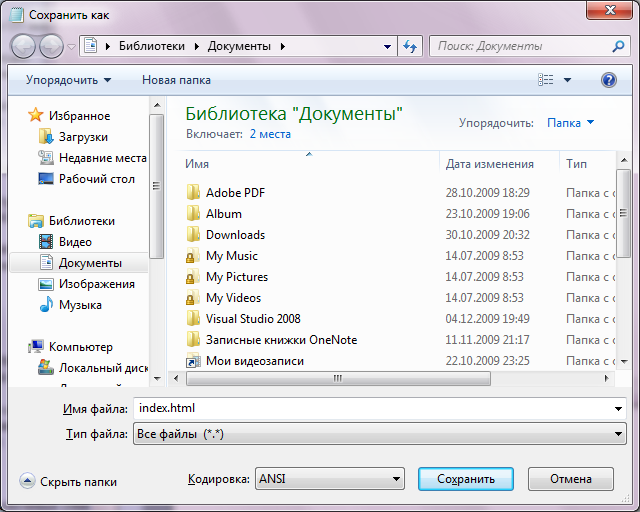 Сохранить как
Библиотеки Документы Поиск: Документы
Упорядочить Новая папка
Избранное
Загрузки
Недавние места
Рабочий стол
Библиотеки
Видео
Документы
Изображения
Музыка
Компьютер
Локальный диск
Библиотека "Документы"
Включает: 2 места
Упорядочить: Папка
Имя Дата изменения Тип
Adobe PDF 28.10.2009 18:29 Папка с
Album 23.10.2009 19:06 Папка с
Downloads 30.10.2009 20:32 Папка с
My Music 14.07.2009 8:53 Папка с
My Pictures 14.07.2009 8:53 Папка с
My Videos 14.07.2009 8:53 Папка с
Visual Studio 2008 04.12.2009 19:49 Папка с
Записные книжки OneNote 11.11.2009 21:17 Папка с
Мои видеозаписи 22.10.2009 23:25 Папка с
Имя файла: index.html
Тип файла: Все файлы (*.*)
Скрыть папки Кодировка: ANSI Сохранить Отмена